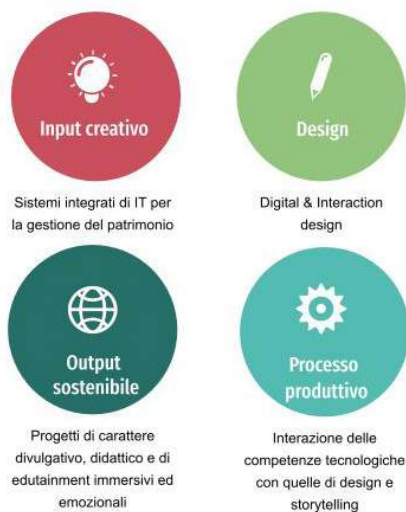 Input creativo
Sistemi integrati di IT per
la gestione del patrimonio
Design
Digital & Interaction
design
Output
sostenibile
Progetti di carattere
divulgativo, didattico e di
edutainment immersivi ed
emozionali
Processo
produttivo
Interazione delle
competenze tecnologiche
con quelle di design e
storytelling